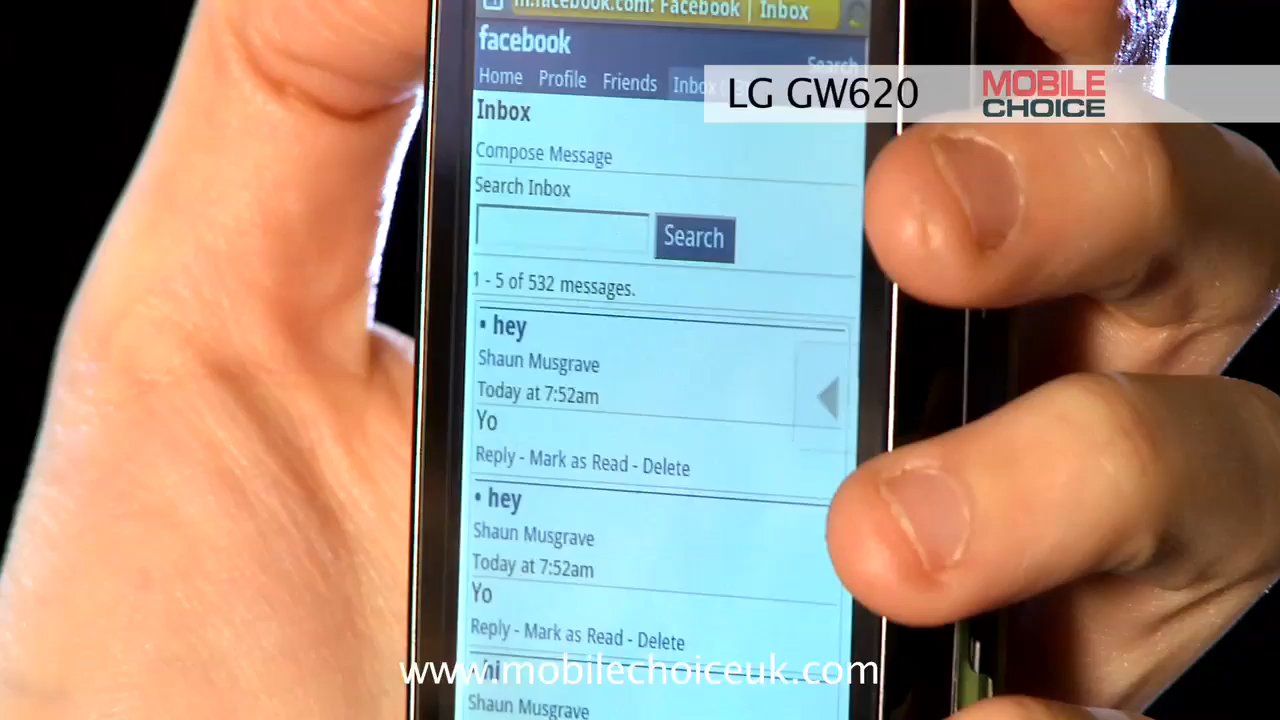 m.facebook.com: Facebook | Inbox
facebook
Search
Home Profile Friends Inbox
LG GW620
MOBILE
CHOICE
Inbox
Compose Message
Search Inbox
Search
1 - 5 of 532 messages.
• hey
Shaun Musgrave
Today at 7:52am
Yo
Reply - Mark as Read - Delete
• hey
Shaun Musgrave
Today at 7:52am
Yo
Reply - Mark as Read - Delete
hi
www.mobilechoiceuk.com
Shaun Musgrave